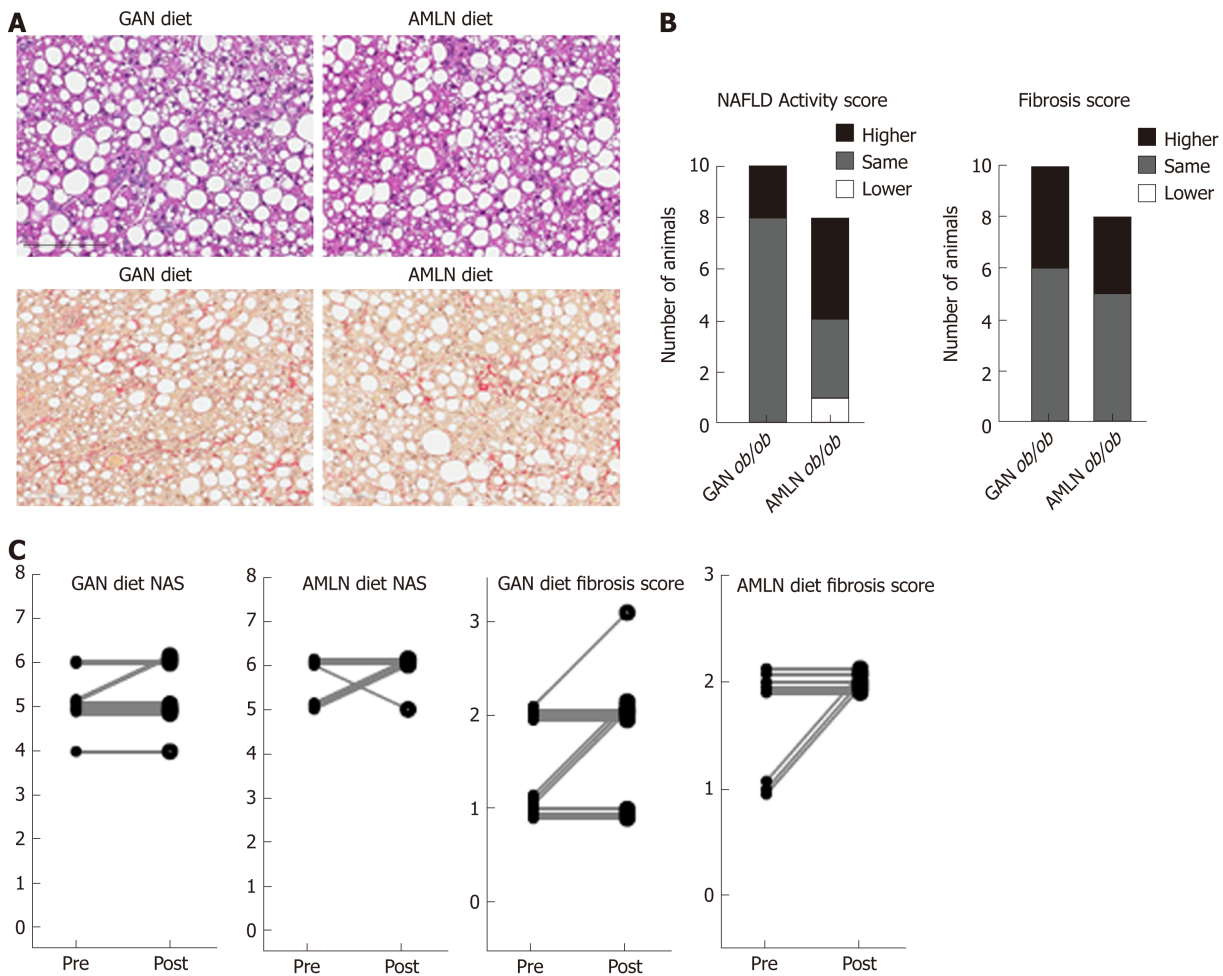 A
GAN diet
AMLN diet
GAN diet
AMLN diet
B
NAFLD Activity score
Higher
Same
Lower
Number of animals
10
8
6
4
2
0
GAN ob/ob
AMLN ob/ob
Fibrosis score
Higher
Same
Lower
Number of animals
10
8
6
4
2
0
GAN ob/ob
AMLN ob/ob
C
GAN diet NAS
8
7
6
5
4
3
2
1
0
Pre Post
AMLN diet NAS
8
7
6
5
4
3
2
1
0
Pre Post
GAN diet fibrosis score
3
2
1
0
Pre Post
AMLN diet fibrosis score
3
2
1
0
Pre Post